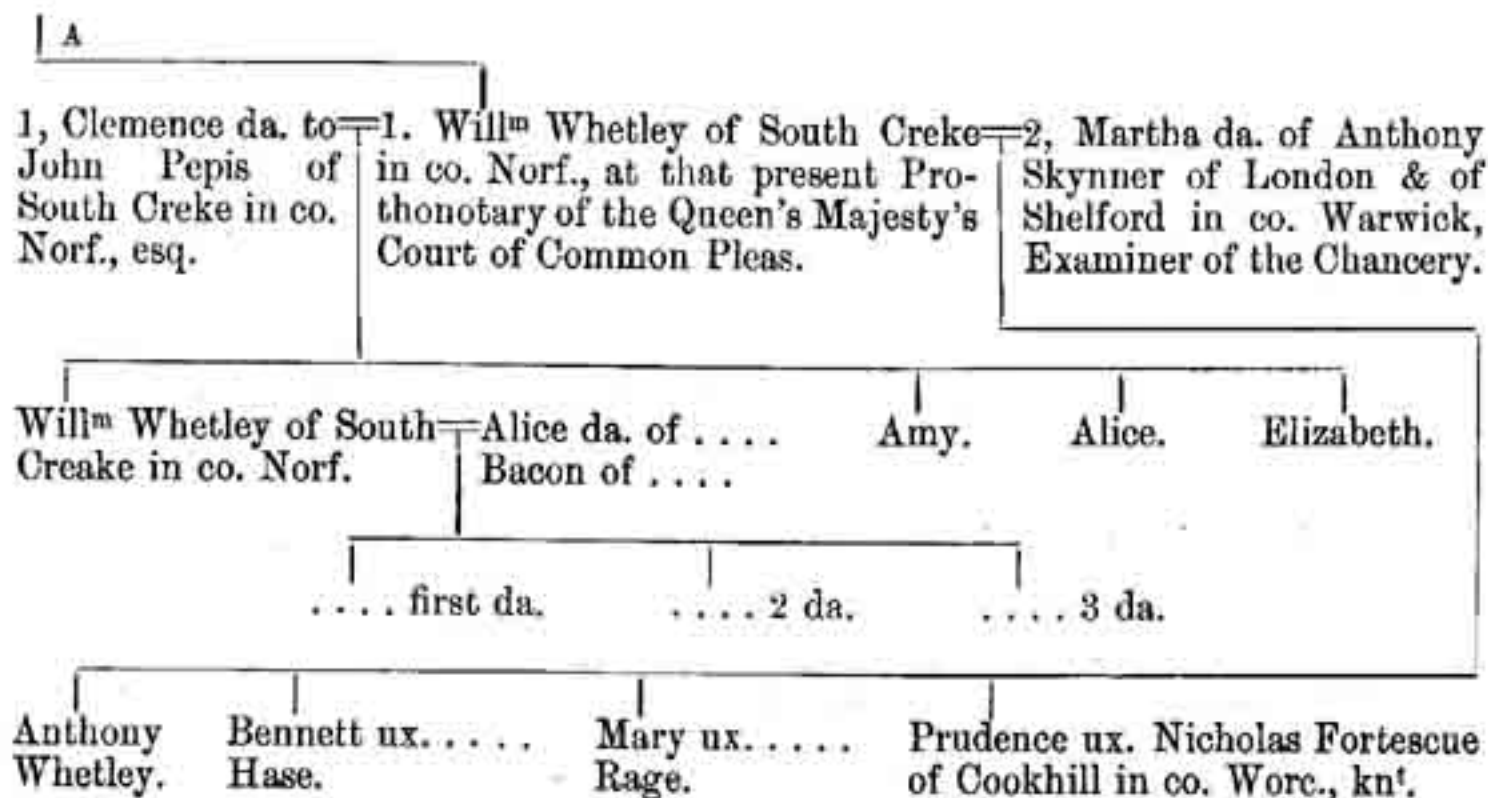 A
1, Clemence da. to
John Pepis of
South Creke in co.
Norf., esq.
1. Willᵐ Whetley of South Creke
in co. Norf., at that present Pro-
thonotary of the Queen's Majesty's
Court of Common Pleas.
2, Martha da. of Anthony
Skynner of London & of
Shelford in co. Warwick,
Examiner of the Chancery.
Willᵐ Whetley of South
Creake in co. Norf.
Alice da. of . . . .
Bacon of . . . .
Amy.
Alice.
Elizabeth.
. . . . first da.
. . . . 2 da.
. . . . 3 da.
Anthony
Whetley.
Bennett ux. . . . .
Hase.
Mary ux. . . . .
Rage.
Prudence ux. Nicholas Fortescue
of Cookhill in co. Worc., knᵗ.